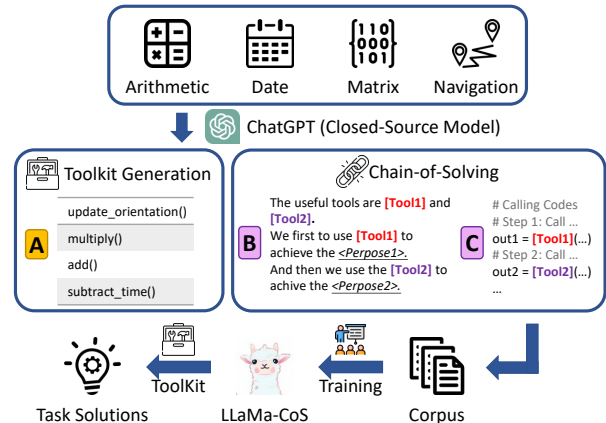 110
000
101
Arithmetic
Date
Matrix
Navigation
ChatGPT (Closed-Source Model)
Toolkit Generation
A
update_orientation()
multiply()
add()
subtract_time()
Chain-of-Solving
B
The useful tools are [Tool1] and
[Tool2].
We first to use [Tool1] to
achieve the <Perpose1>.
And then we use the [Tool2] to
achive the <Perpose2>.
C
# Calling Codes
# Step 1: Call ...
out1 = [Tool1](...)
# Step 2: Call ...
out2 = [Tool2](...)
...
ToolKit
Training
Task Solutions
LLaMa-CoS
Corpus